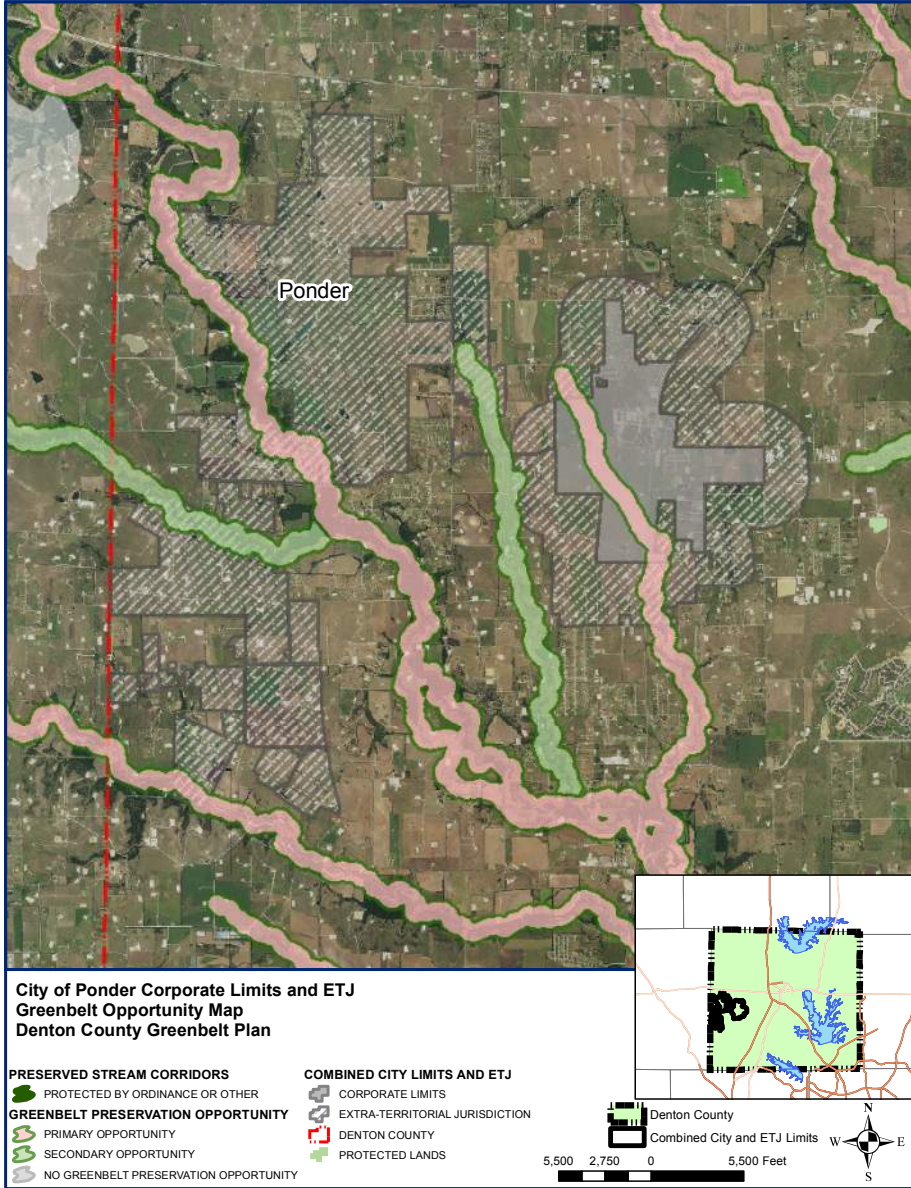 Ponder
City of Ponder Corporate Limits and ETJ
Greenbelt Opportunity Map
Denton County Greenbelt Plan
PRESERVED STREAM CORRIDORS
PROTECTED BY ORDINANCE OR OTHER
GREENBELT PRESERVATION OPPORTUNITY
PRIMARY OPPORTUNITY
SECONDARY OPPORTUNITY
NO GREENBELT PRESERVATION OPPORTUNITY
COMBINED CITY LIMITS AND ETJ
CORPORATE LIMITS
EXTRA-TERRITORIAL JURISDICTION
DENTON COUNTY
PROTECTED LANDS
Denton County
Combined City and ETJ Limits
5,500 2,750 0 5,500 Feet
N
W E
S